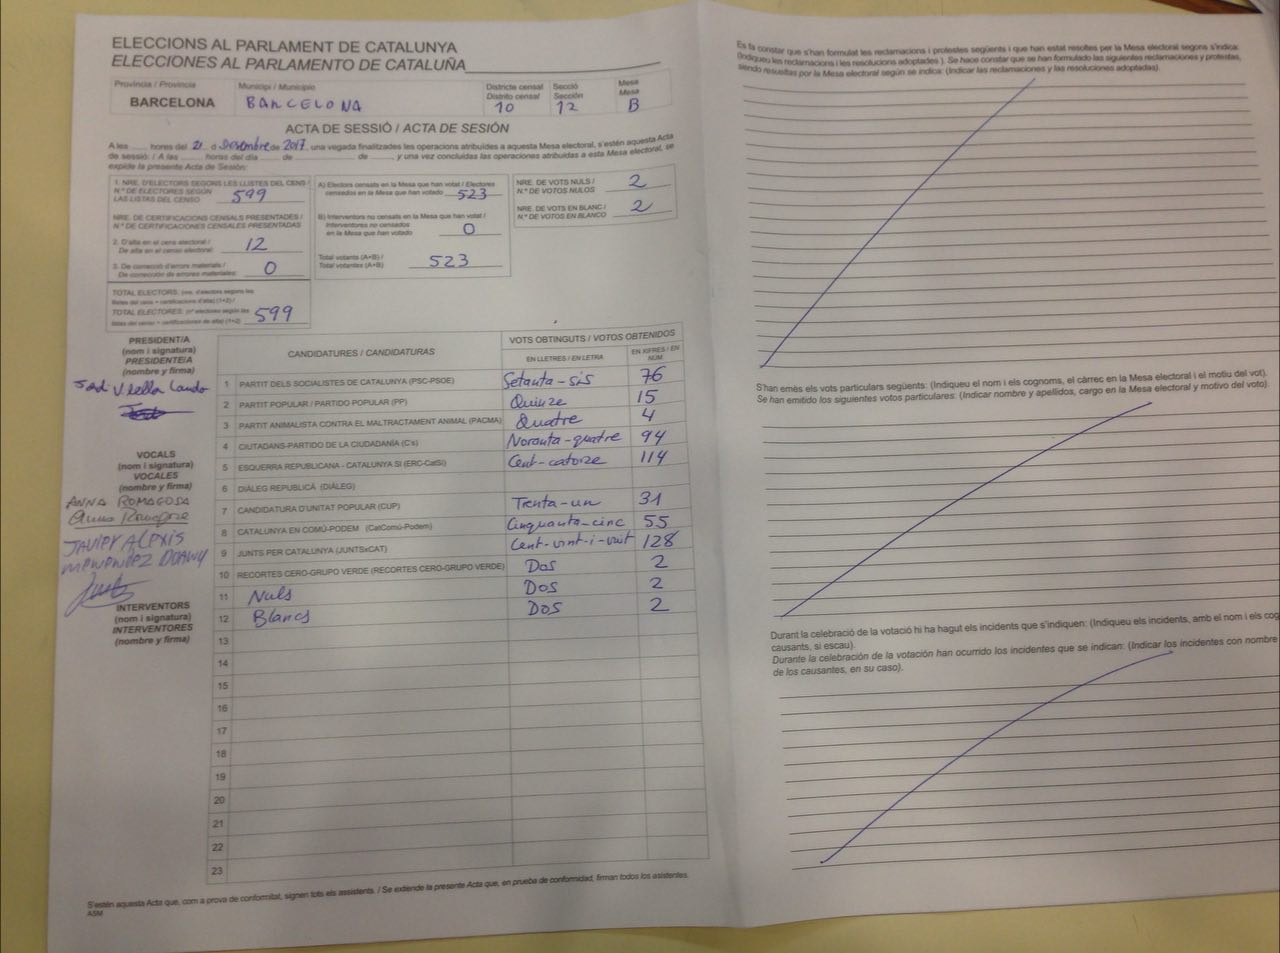 ELECCIONS AL PARLAMENT DE CATALUNYA
ELECCIONES AL PARLAMENTO DE CATALUÑA
Província / Provincia
BARCELONA
Municipi / Municipio
BARCELONA
Districte censal
Distrito censal
10
Secció
Sección
12
Mesa
Mesa
B
ACTA DE SESSIÓ / ACTA DE SESIÓN
A les ...... hores del 21 d Desembre de 2017, una vegada finalitzades les operacions atribuïdes a aquesta Mesa electoral, s'estén aquesta Acta
de sessió. / A las ...... horas del día ...... de ...... de ......, y una vez concluidas las operaciones atribuidas a esta Mesa electoral, se
expide la presente Acta de Sesión:
1. NRE. D'ELECTORS SEGONS LES LLISTES DEL CENS /
N.º DE ELECTORES SEGÚN
LAS LISTAS DEL CENSO 599
NRE. DE CERTIFICACIONS CENSALS PRESENTADES /
N.º DE CERTIFICACIONES CENSALES PRESENTADAS
2. D'alta en el cens electoral /
De alta en el censo electoral: 12
3. De correcció d'errors materials /
De corrección de errores materiales: 0
TOTAL ELECTORS: (nre. d'electors segons les
llistes del cens + certificacions d'alta) (1+2) /
TOTAL ELECTORES: (nº electores según las
listas del censo + certificaciones de alta) (1+2) 599
A) Electors censats en la Mesa que han votat / Electores
censados en la Mesa que han votado 523
B) Interventors no censats en la Mesa que han votat /
Interventores no censados
en la Mesa que han votado 0
Total votants (A+B) /
Total votantes (A+B) 523
NRE. DE VOTS NULS /
N.º DE VOTOS NULOS 2
NRE. DE VOTS EN BLANC /
N.º DE VOTOS EN BLANCO 2
PRESIDENT/A
(nom i signatura)
PRESIDENTE/A
(nombre y firma)
VOCALS
(nom i signatura)
VOCALES
(nombre y firma)
ANNA ROMAGOSA
JAVIER ALEXIS
INTERVENTORS
(nom i signatura)
INTERVENTORES
(nombre y firma)
CANDIDATURES / CANDIDATURAS
VOTS OBTINGUTS / VOTOS OBTENIDOS
EN LLETRES / EN LETRA
EN XIFRES / EN NÚM
1 PARTIT DELS SOCIALISTES DE CATALUNYA (PSC-PSOE) Setanta-sis 76
2 PARTIT POPULAR / PARTIDO POPULAR (PP) Quinze 15
3 PARTIT ANIMALISTA CONTRA EL MALTRACTAMENT ANIMAL (PACMA) Quatre 4
4 CIUTADANS-PARTIDO DE LA CIUDADANÍA (C's) Noranta-quatre 94
5 ESQUERRA REPUBLICANA - CATALUNYA SÍ (ERC-CatSí) Cent-catorze 114
6 DIÀLEG REPUBLICÀ (DIÀLEG)
7 CANDIDATURA D'UNITAT POPULAR (CUP) Trenta-un 31
8 CATALUNYA EN COMÚ-PODEM (CatComú-Podem) Cinquanta-cinc 55
9 JUNTS PER CATALUNYA (JUNTSxCAT) Cent-vint-i-vuit 128
10 RECORTES CERO-GRUPO VERDE (RECORTES CERO-GRUPO VERDE) Dos 2
11 Nuls Dos 2
12 Blancs Dos 2
13
14
15
16
17
18
19
20
21
22
23
S'estén aquesta Acta que, com a prova de conformitat, signen tots els assistents. / Se extiende la presente Acta que, en prueba de conformidad, firman todos los asistentes.
ASM
Es fa constar que s'han formulat les reclamacions i protestes següents i que han estat resoltes per la Mesa electoral segons s'indica:
(Indiqueu les reclamacions i les resolucions adoptades ). Se hace constar que se han formulado las siguientes reclamaciones y protestas,
siendo resueltas por la Mesa electoral según se indica: (Indicar las reclamaciones y las resoluciones adoptadas).
S'han emès els vots particulars següents: (Indiqueu el nom i els cognoms, el càrrec en la Mesa electoral i el motiu del vot).
Se han emitido los siguientes votos particulares: (Indicar nombre y apellidos, cargo en la Mesa electoral y motivo del voto).
Durant la celebració de la votació hi ha hagut els incidents que s'indiquen: (Indiqueu els incidents, amb el nom i els cog
causants, si escau).
Durante la celebración de la votación han ocurrido los incidentes que se indican: (Indicar los incidentes con nombre
de los causantes, en su caso).